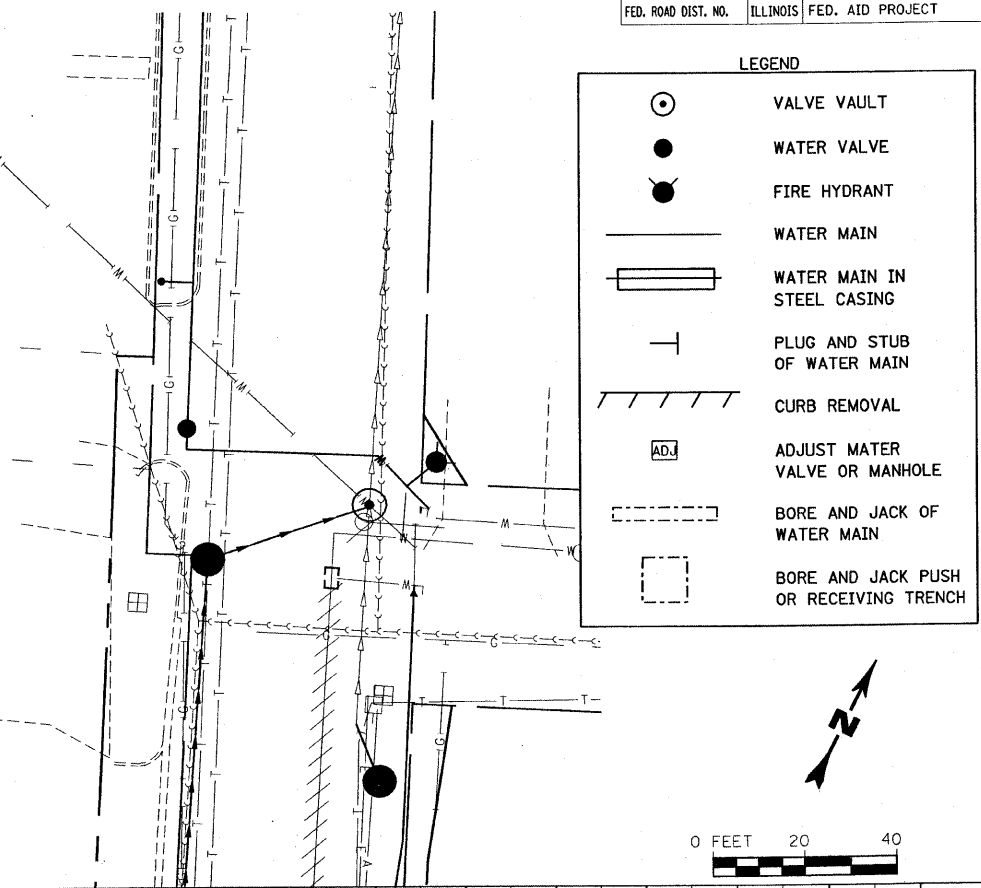 FED. ROAD DIST. NO. ILLINOIS FED. AID PROJECT
LEGEND
VALVE VAULT
WATER VALVE
FIRE HYDRANT
WATER MAIN
WATER MAIN IN
STEEL CASING
PLUG AND STUB
OF WATER MAIN
CURB REMOVAL
ADJ
ADJUST MATER
VALVE OR MANHOLE
BORE AND JACK OF
WATER MAIN
BORE AND JACK PUSH
OR RECEIVING TRENCH
G
T
T
T
T
T
G
W
T
G
W
W
W
W
W
G
T
T
T
G
G
T
A
N
0 FEET 20 40